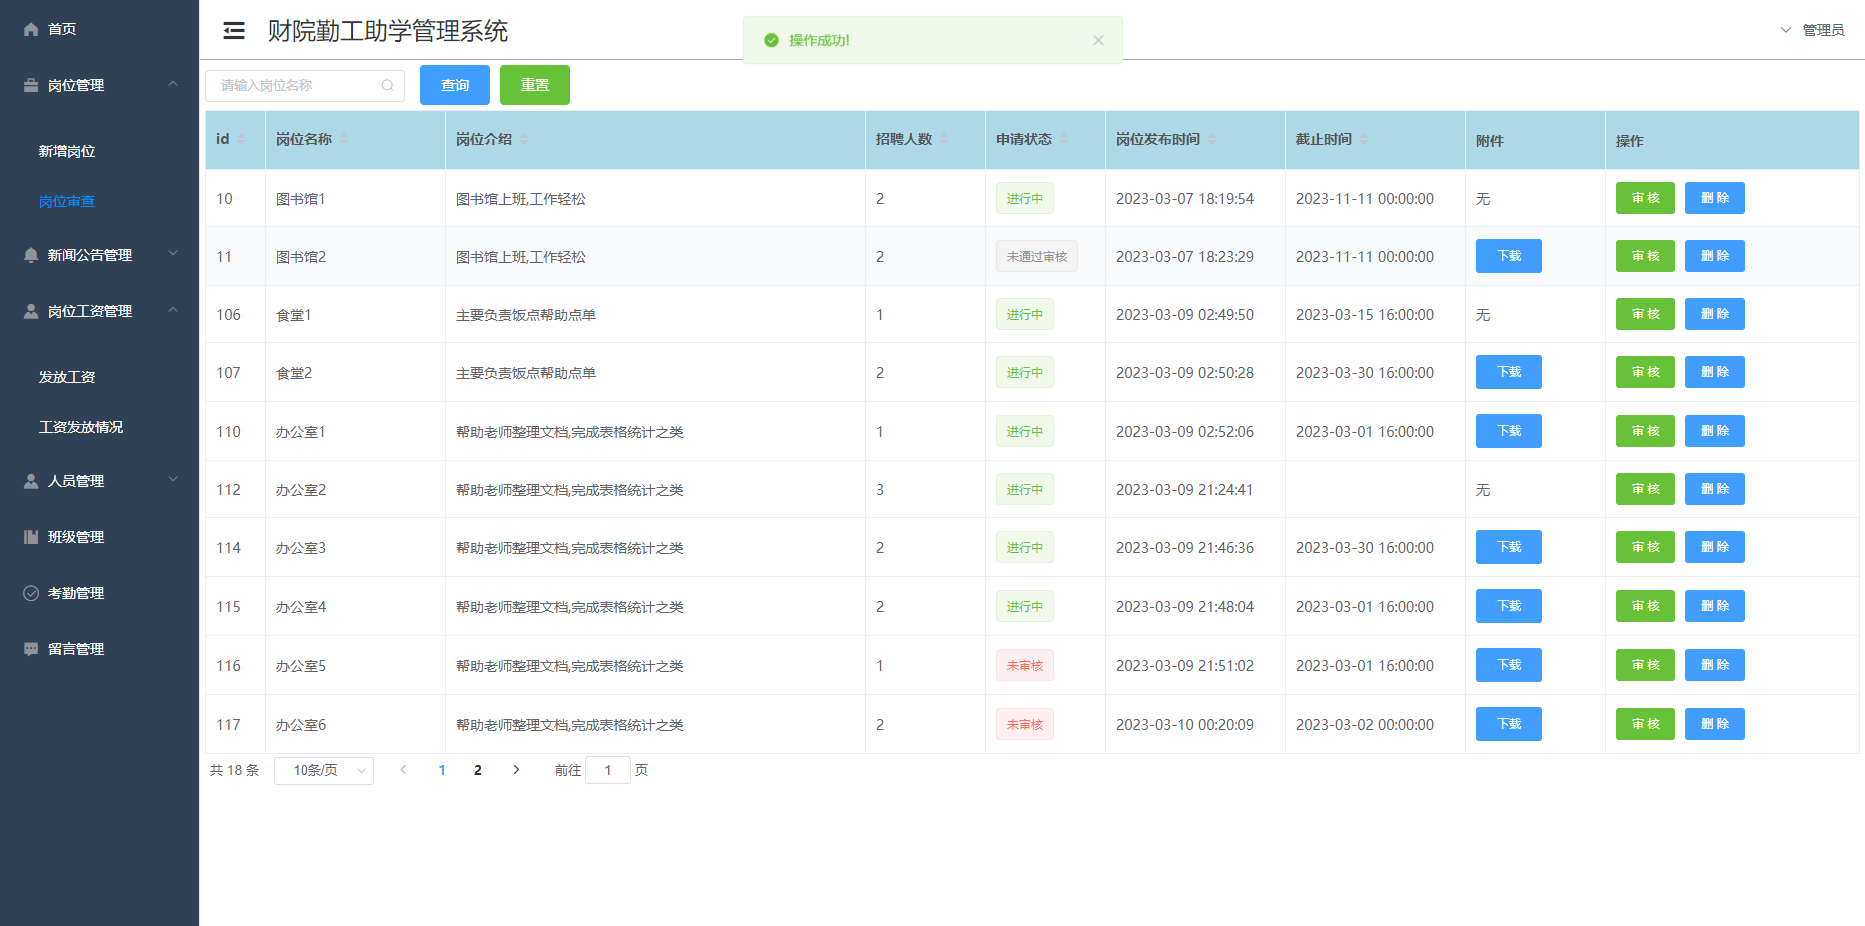 首页
岗位管理
新增岗位
岗位审查
新闻公告管理
岗位工资管理
发放工资
工资发放情况
人员管理
班级管理
考勤管理
留言管理
财院勤工助学管理系统
操作成功!
管理员
请输入岗位名称 查询 重置
id 岗位名称 岗位介绍 招聘人数 申请状态 岗位发布时间 截止时间 附件 操作
10 图书馆1 图书馆上班,工作轻松 2 进行中 2023-03-07 18:19:54 2023-11-11 00:00:00 无 审 核 删 除
11 图书馆2 图书馆上班,工作轻松 2 未通过审核 2023-03-07 18:23:29 2023-11-11 00:00:00 下载 审 核 删 除
106 食堂1 主要负责饭点帮助点单 1 进行中 2023-03-09 02:49:50 2023-03-15 16:00:00 无 审 核 删 除
107 食堂2 主要负责饭点帮助点单 2 进行中 2023-03-09 02:50:28 2023-03-30 16:00:00 下载 审 核 删 除
110 办公室1 帮助老师整理文档,完成表格统计之类 1 进行中 2023-03-09 02:52:06 2023-03-01 16:00:00 下载 审 核 删 除
112 办公室2 帮助老师整理文档,完成表格统计之类 3 进行中 2023-03-09 21:24:41 无 审 核 删 除
114 办公室3 帮助老师整理文档,完成表格统计之类 2 进行中 2023-03-09 21:46:36 2023-03-30 16:00:00 下载 审 核 删 除
115 办公室4 帮助老师整理文档,完成表格统计之类 2 进行中 2023-03-09 21:48:04 2023-03-01 16:00:00 下载 审 核 删 除
116 办公室5 帮助老师整理文档,完成表格统计之类 1 未审核 2023-03-09 21:51:02 2023-03-01 16:00:00 下载 审 核 删 除
117 办公室6 帮助老师整理文档,完成表格统计之类 2 未审核 2023-03-10 00:20:09 2023-03-02 00:00:00 下载 审 核 删 除
共 18 条 10条/页 1 2 前往 1 页